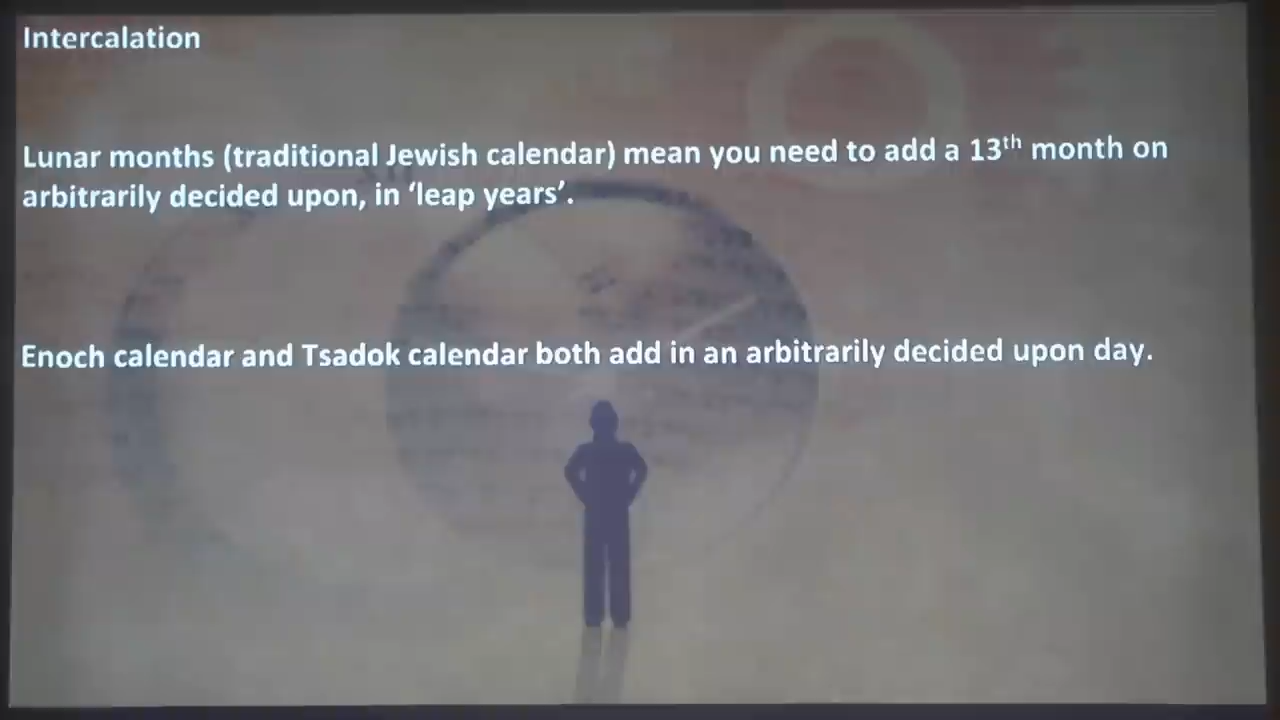 Intercalation
Lunar months (traditional Jewish calendar) mean you need to add a 13th month on
arbitrarily decided upon, in ‘leap years’.
Enoch calendar and Tsadok calendar both add in an arbitrarily decided upon day.